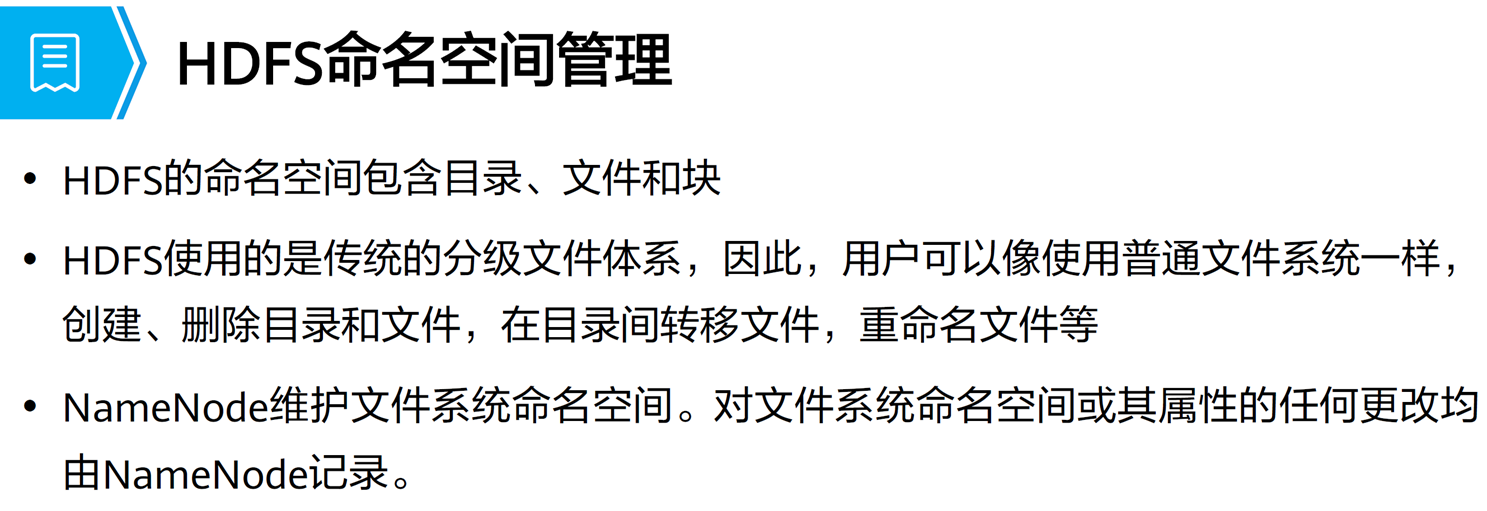 HDFS命名空间管理
• HDFS的命名空间包含目录、文件和块
• HDFS使用的是传统的分级文件体系，因此，用户可以像使用普通文件系统一样，
创建、删除目录和文件，在目录间转移文件，重命名文件等
• NameNode维护文件系统命名空间。对文件系统命名空间或其属性的任何更改均
由NameNode记录。